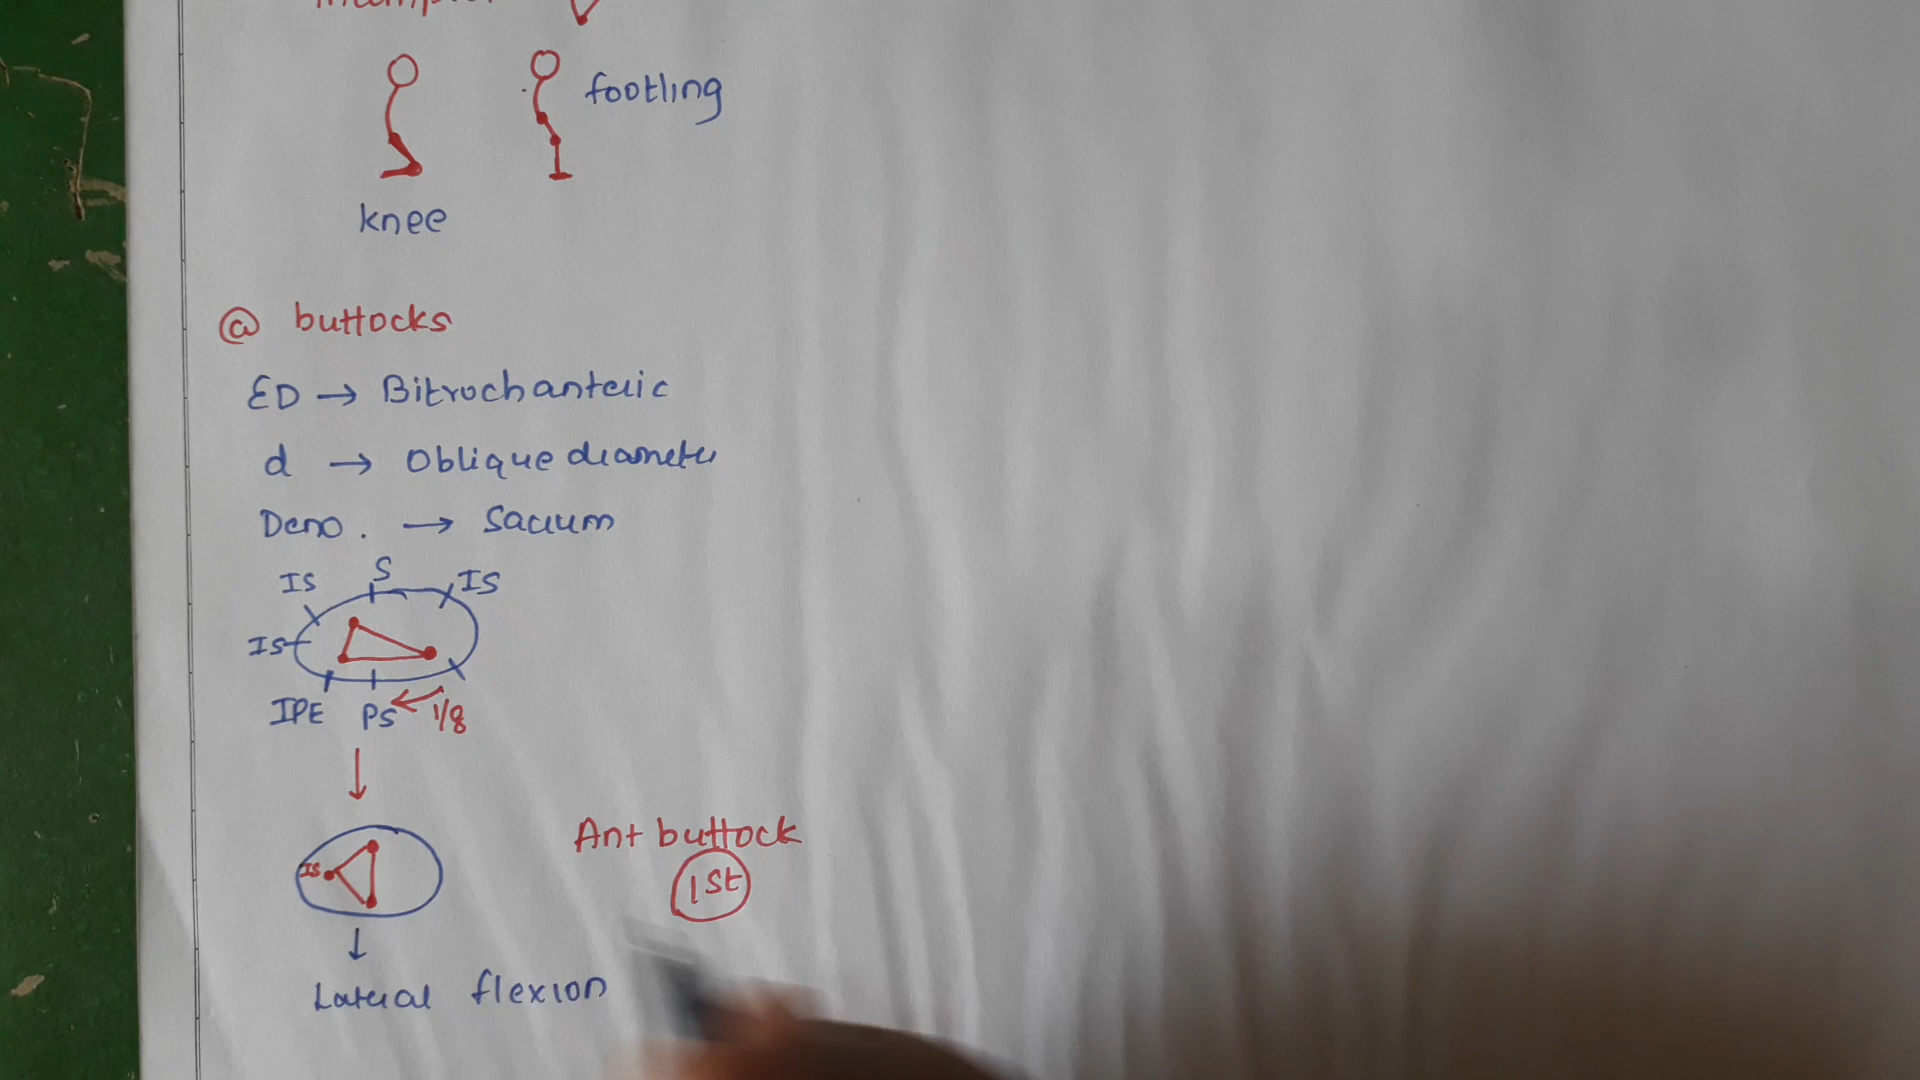 footling
knee
@ buttocks
ED → Bitrochanteric
d → Oblique diameter
Deno. → Sacrum
IS S IS
IS
IPE PS ← 1/8
↓
IS
Ant buttock
1st
↓
Lateral flexion